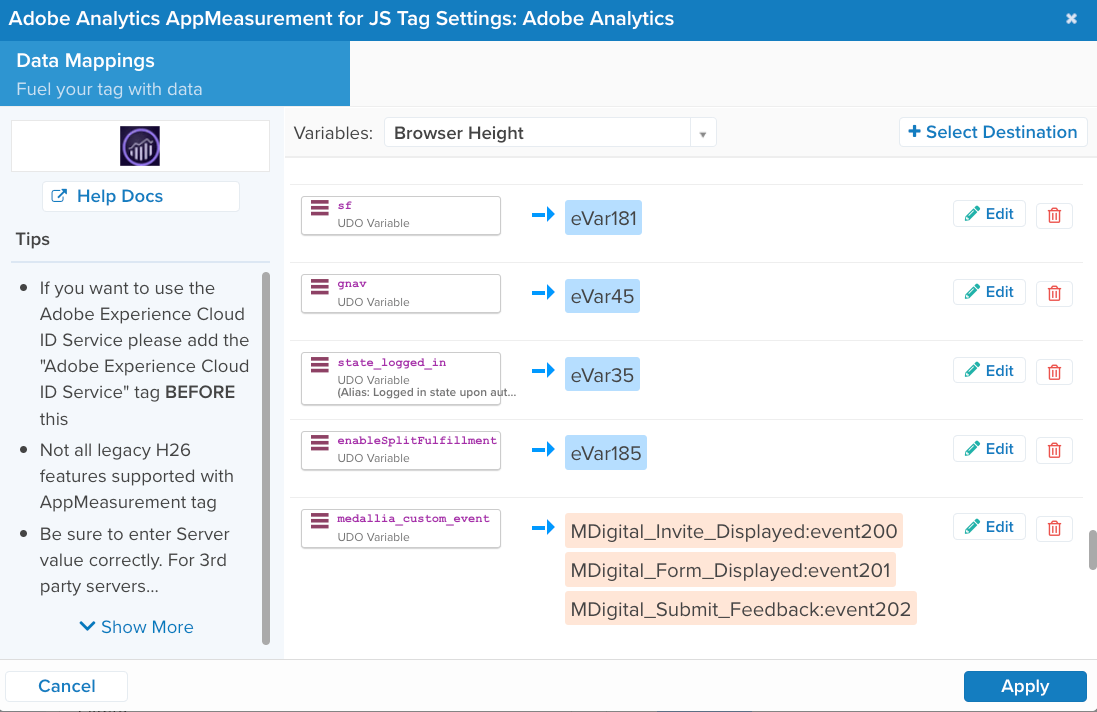 Adobe Analytics AppMeasurement for JS Tag Settings: Adobe Analytics
Data Mappings
Fuel your tag with data
Help Docs
Tips
If you want to use the
Adobe Experience Cloud
ID Service please add the
"Adobe Experience Cloud
ID Service" tag BEFORE
this
Not all legacy H26
features supported with
AppMeasurement tag
Be sure to enter Server
value correctly. For 3rd
party servers...
Show More
Variables: Browser Height
Select Destination
sf
UDO Variable
eVar181
Edit
gnav
UDO Variable
eVar45
Edit
state_logged_in
UDO Variable
(Alias: Logged in state upon aut...
eVar35
Edit
enableSplitFulfillment
UDO Variable
eVar185
Edit
medallia_custom_event
UDO Variable
MDigital_Invite_Displayed:event200
MDigital_Form_Displayed:event201
MDigital_Submit_Feedback:event202
Edit
Cancel
Apply